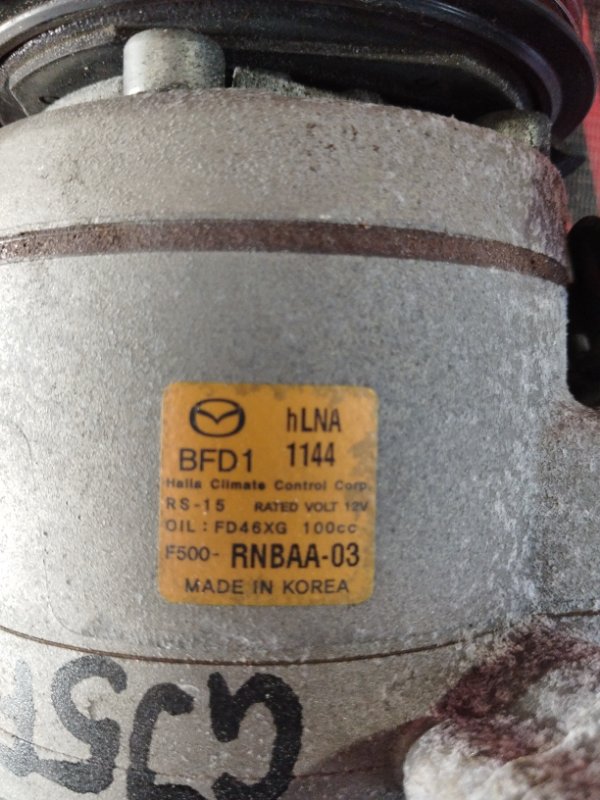 hLNA
BFD1 1144
Halla Climate Control Corp.
RS-15 RATED VOLT 12V
OIL : FD46XG 100cc
F500- RNBAA-03
MADE IN KOREA